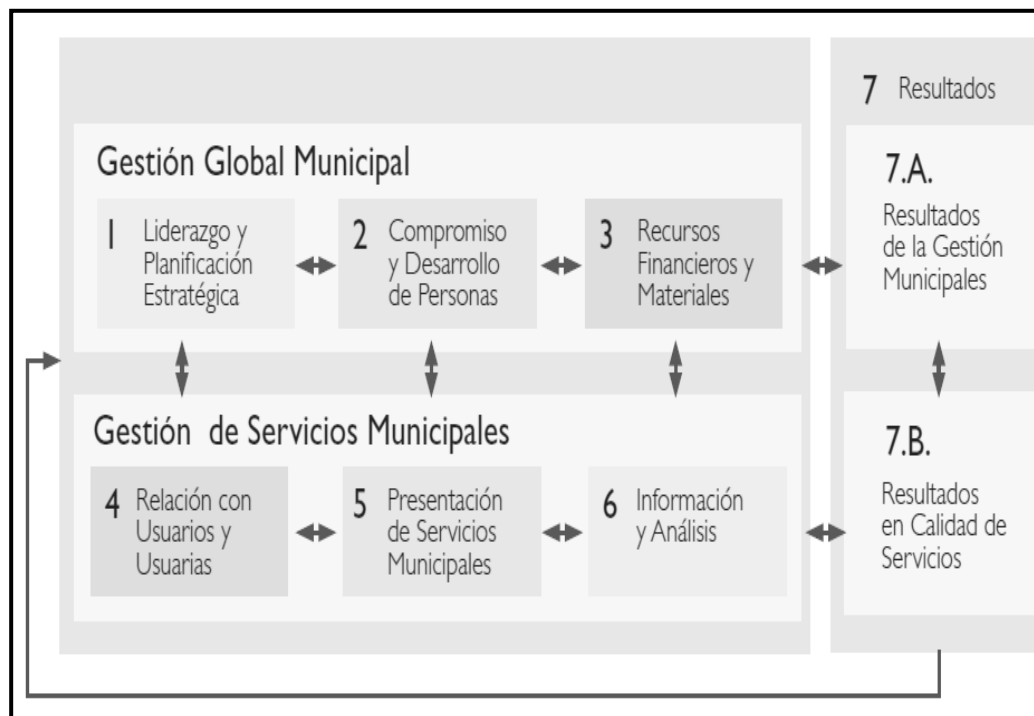 7 Resultados
Gestión Global Municipal
1 Liderazgo y
Planificación
Estratégica
2 Compromiso
y Desarrollo
de Personas
3 Recursos
Financieros y
Materiales
7.A.
Resultados
de la Gestión
Municipales
Gestión de Servicios Municipales
4 Relación con
Usuarios y
Usuarias
5 Presentación
de Servicios
Municipales
6 Información
y Análisis
7.B.
Resultados
en Calidad de
Servicios